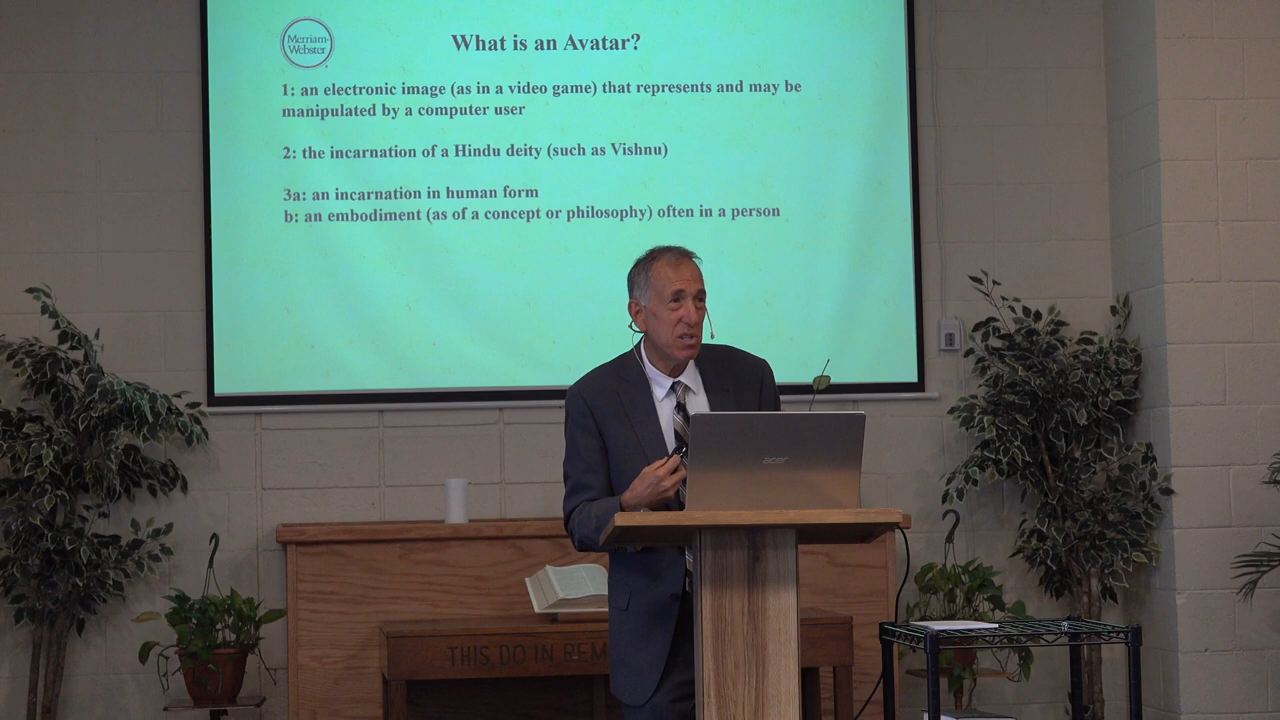 Merriam-
Webster
What is an Avatar?
1: an electronic image (as in a video game) that represents and may be
manipulated by a computer user
2: the incarnation of a Hindu deity (such as Vishnu)
3a: an incarnation in human form
b: an embodiment (as of a concept or philosophy) often in a person
acer
THIS DO IN REM